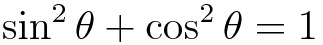 sin² θ + cos² θ = 1